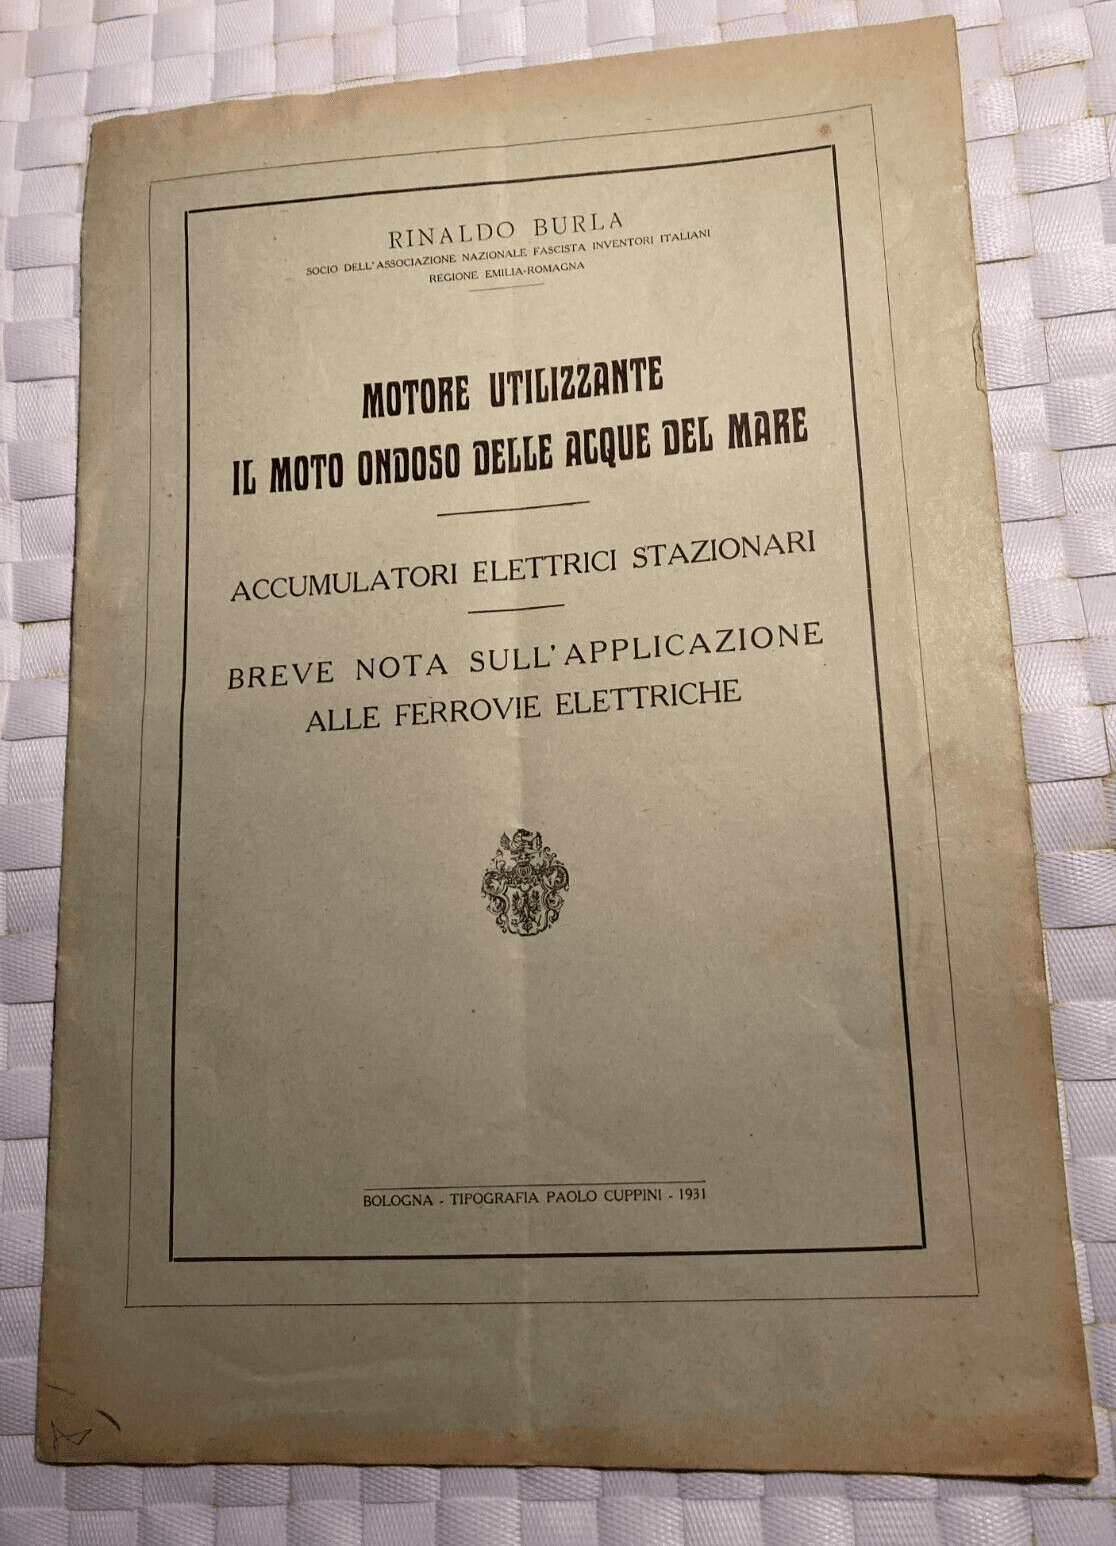 RINALDO BURLA
SOCIO DELL'ASSOCIAZIONE NAZIONALE FASCISTA INVENTORI ITALIANI
REGIONE EMILIA-ROMAGNA
MOTORE UTILIZZANTE
IL MOTO ONDOSO DELLE ACQUE DEL MARE
ACCUMULATORI ELETTRICI STAZIONARI
BREVE NOTA SULL'APPLICAZIONE
ALLE FERROVIE ELETTRICHE
BOLOGNA - TIPOGRAFIA PAOLO CUPPINI - 1931